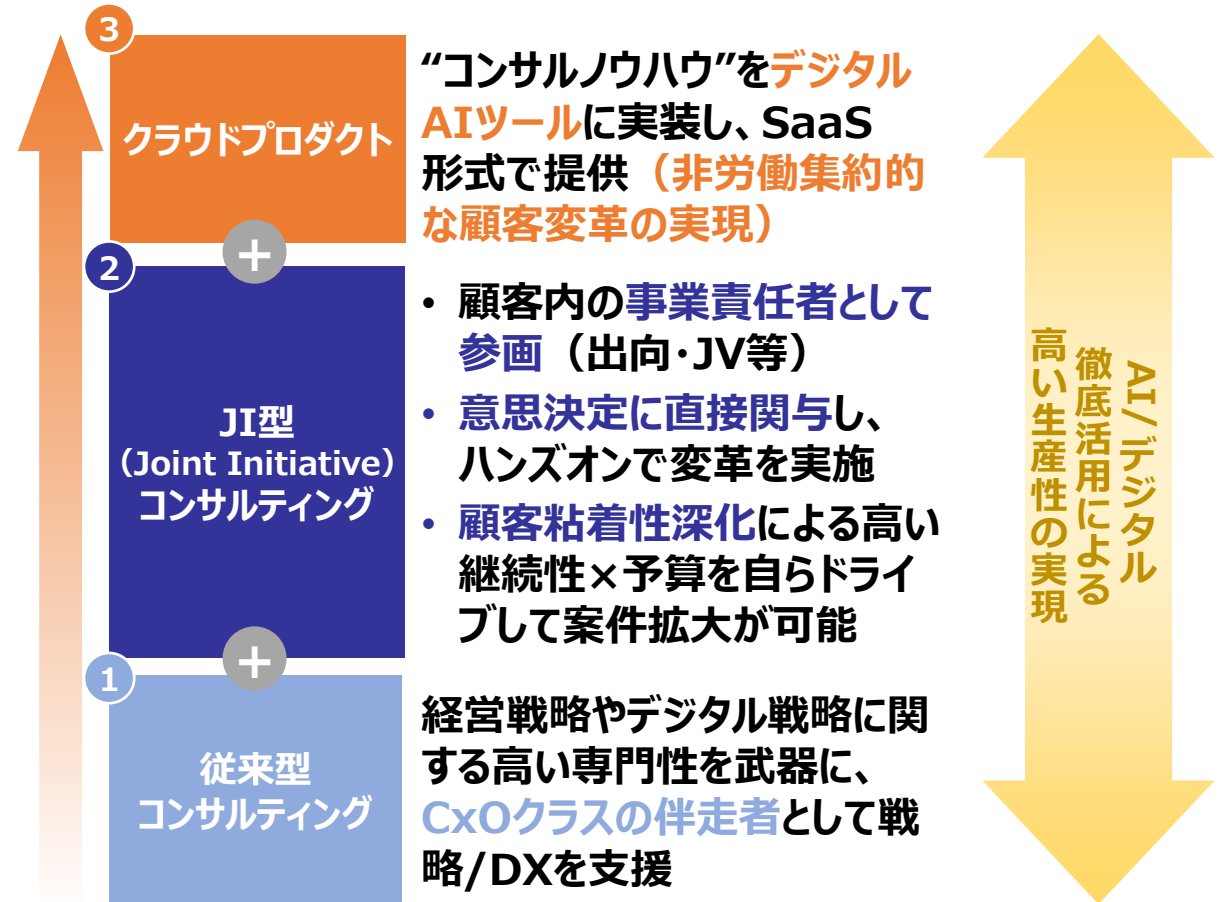 3
クラウドプロダクト
“コンサルノウハウ”をデジタル
AIツールに実装し、SaaS
形式で提供（非労働集約的
な顧客変革の実現）
+
2
JI型
（Joint Initiative）
コンサルティング
• 顧客内の事業責任者として
参画（出向・JV等）
• 意思決定に直接関与し、
ハンズオンで変革を実施
• 顧客粘着性深化による高い
継続性×予算を自らドライ
ブして案件拡大が可能
+
1
従来型
コンサルティング
経営戦略やデジタル戦略に関
する高い専門性を武器に、
CxOクラスの伴走者として戦
略/DXを支援
AI/デジタル
徹底活用による
高い生産性の実現